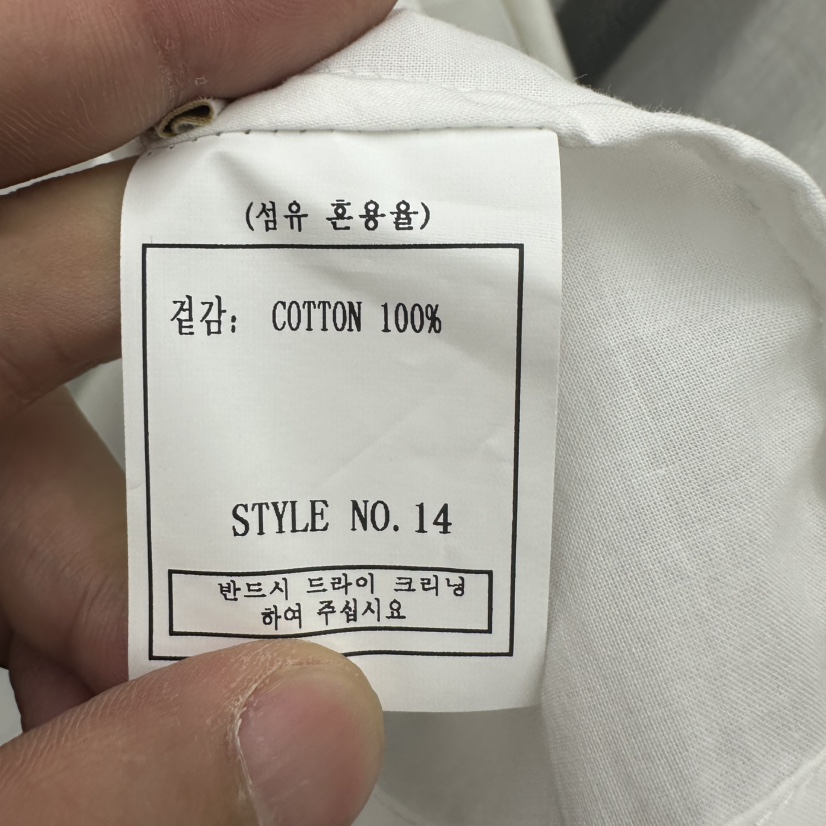 (섬유 혼용율)
겉감: COTTON 100%
STYLE NO. 14
반드시 드라이 크리닝
하여 주십시요